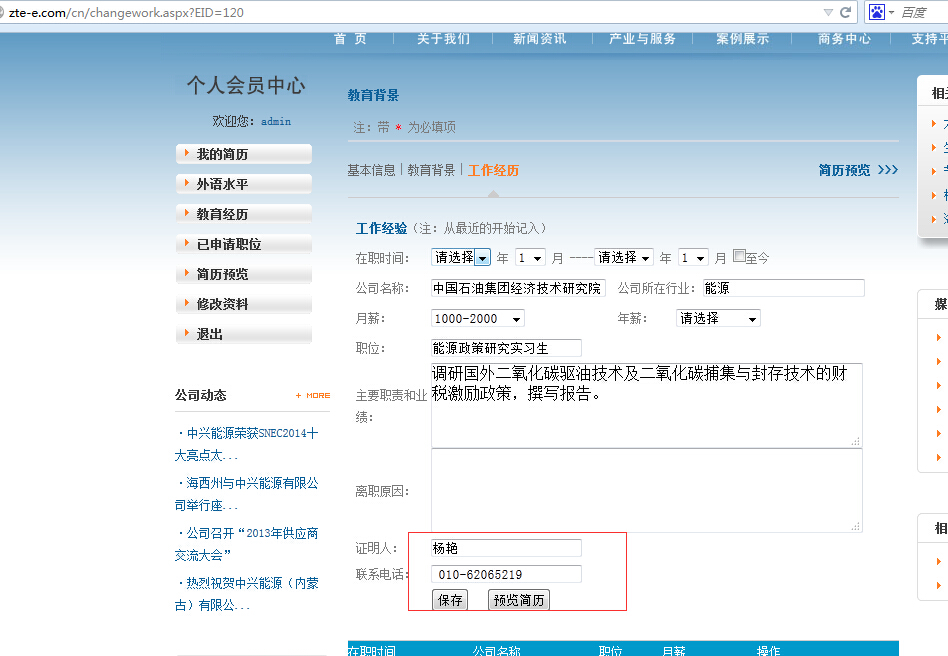 zte-e.com/cn/changework.aspx?EID=120
百度
首 页 关于我们 新闻资讯 产业与服务 案例展示 商务中心 支持平
个人会员中心
欢迎您: admin
我的简历
外语水平
教育经历
已申请职位
简历预览
修改资料
退出
公司动态 + MORE
·中兴能源荣获SNEC2014十
大亮点太...
·海西州与中兴能源有限公
司举行座...
·公司召开“2013年供应商
交流大会”
·热烈祝贺中兴能源（内蒙
古）有限公...
教育背景
注: 带 * 为必填项
基本信息 | 教育背景 | 工作经历 简历预览 >>>
工作经验（注: 从最近的开始记入）
在职时间: 请选择 年 1 月 ---- 请选择 年 1 月 至今
公司名称: 中国石油集团经济技术研究院 公司所在行业: 能源
月薪: 1000-2000 年薪: 请选择
职位: 能源政策研究实习生
主要职责和业
绩:
调研国外二氧化碳驱油技术及二氧化碳捕集与封存技术的财
税激励政策，撰写报告。
离职原因:
证明人: 杨艳
联系电话: 010-62065219
保存 预览简历
在职时间 公司名称 职位 月薪 操作
相
媒
相